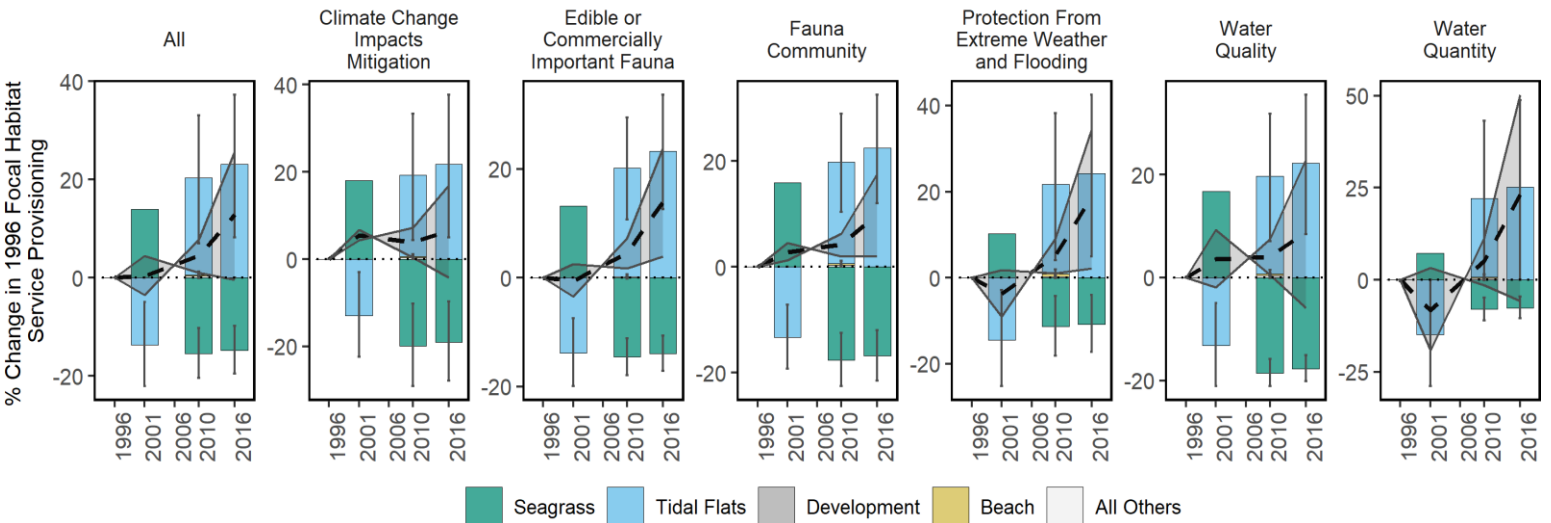 All
Climate Change
Impacts
Mitigation
Edible or
Commercially
Important Fauna
Fauna
Community
Protection From
Extreme Weather
and Flooding
Water
Quality
Water
Quantity
% Change in 1996 Focal Habitat
Service Provisioning
40
20
0
-20
40
20
0
-20
20
0
-20
20
0
-20
40
20
0
-20
20
0
-20
50
25
0
-25
1996 2001 2006 2010 2016
1996 2001 2006 2010 2016
1996 2001 2006 2010 2016
1996 2001 2006 2010 2016
1996 2001 2006 2010 2016
1996 2001 2006 2010 2016
1996 2001 2006 2010 2016
Seagrass Tidal Flats Development Beach All Others